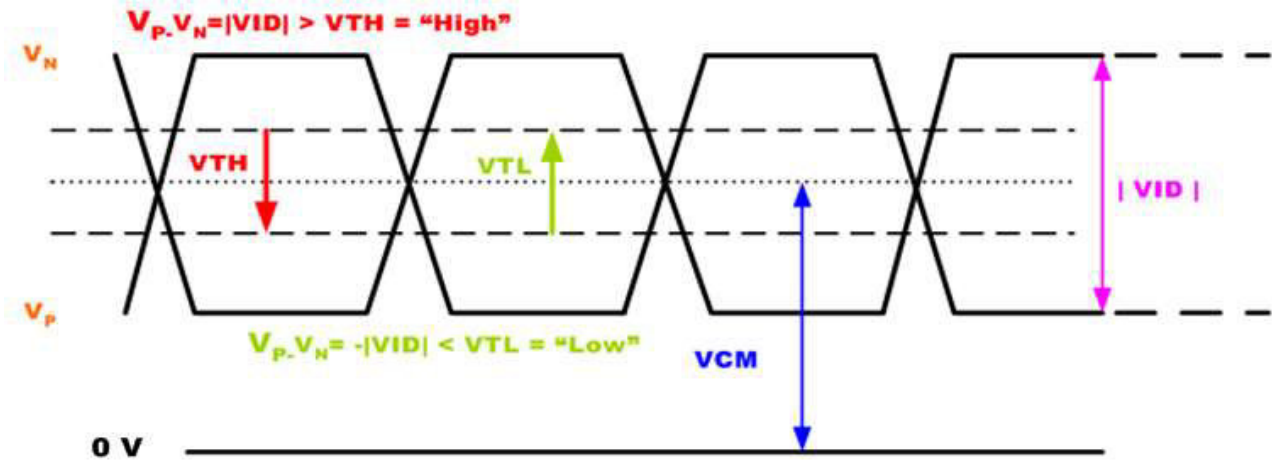 VP-VN=|VID| > VTH = “High”
VN
VTH
VTL
| VID |
VP
VP-VN= -|VID| < VTL = “Low”
VCM
0 V